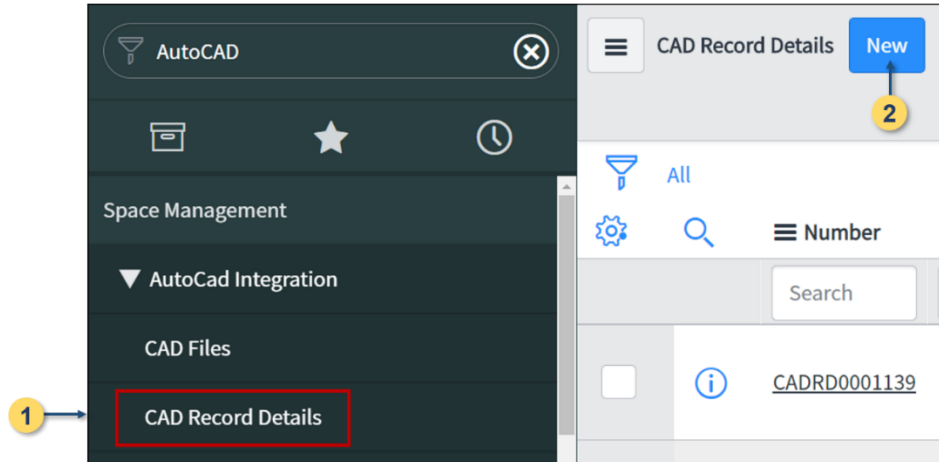 AutoCAD
Space Management
AutoCad Integration
CAD Files
1
CAD Record Details
CAD Record Details
New
2
All
Number
Search
CADRD0001139